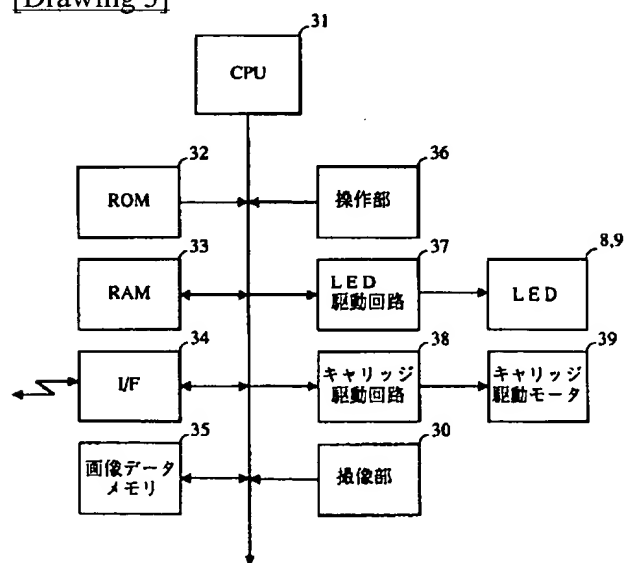 [Drawing 5]
31
CPU
32
ROM
36
操作部
33
RAM
37
LED
駆動回路
8,9
LED
34
I/F
38
キャリッジ
駆動回路
39
キャリッジ
駆動モータ
35
画像データ
メモリ
30
撮像部